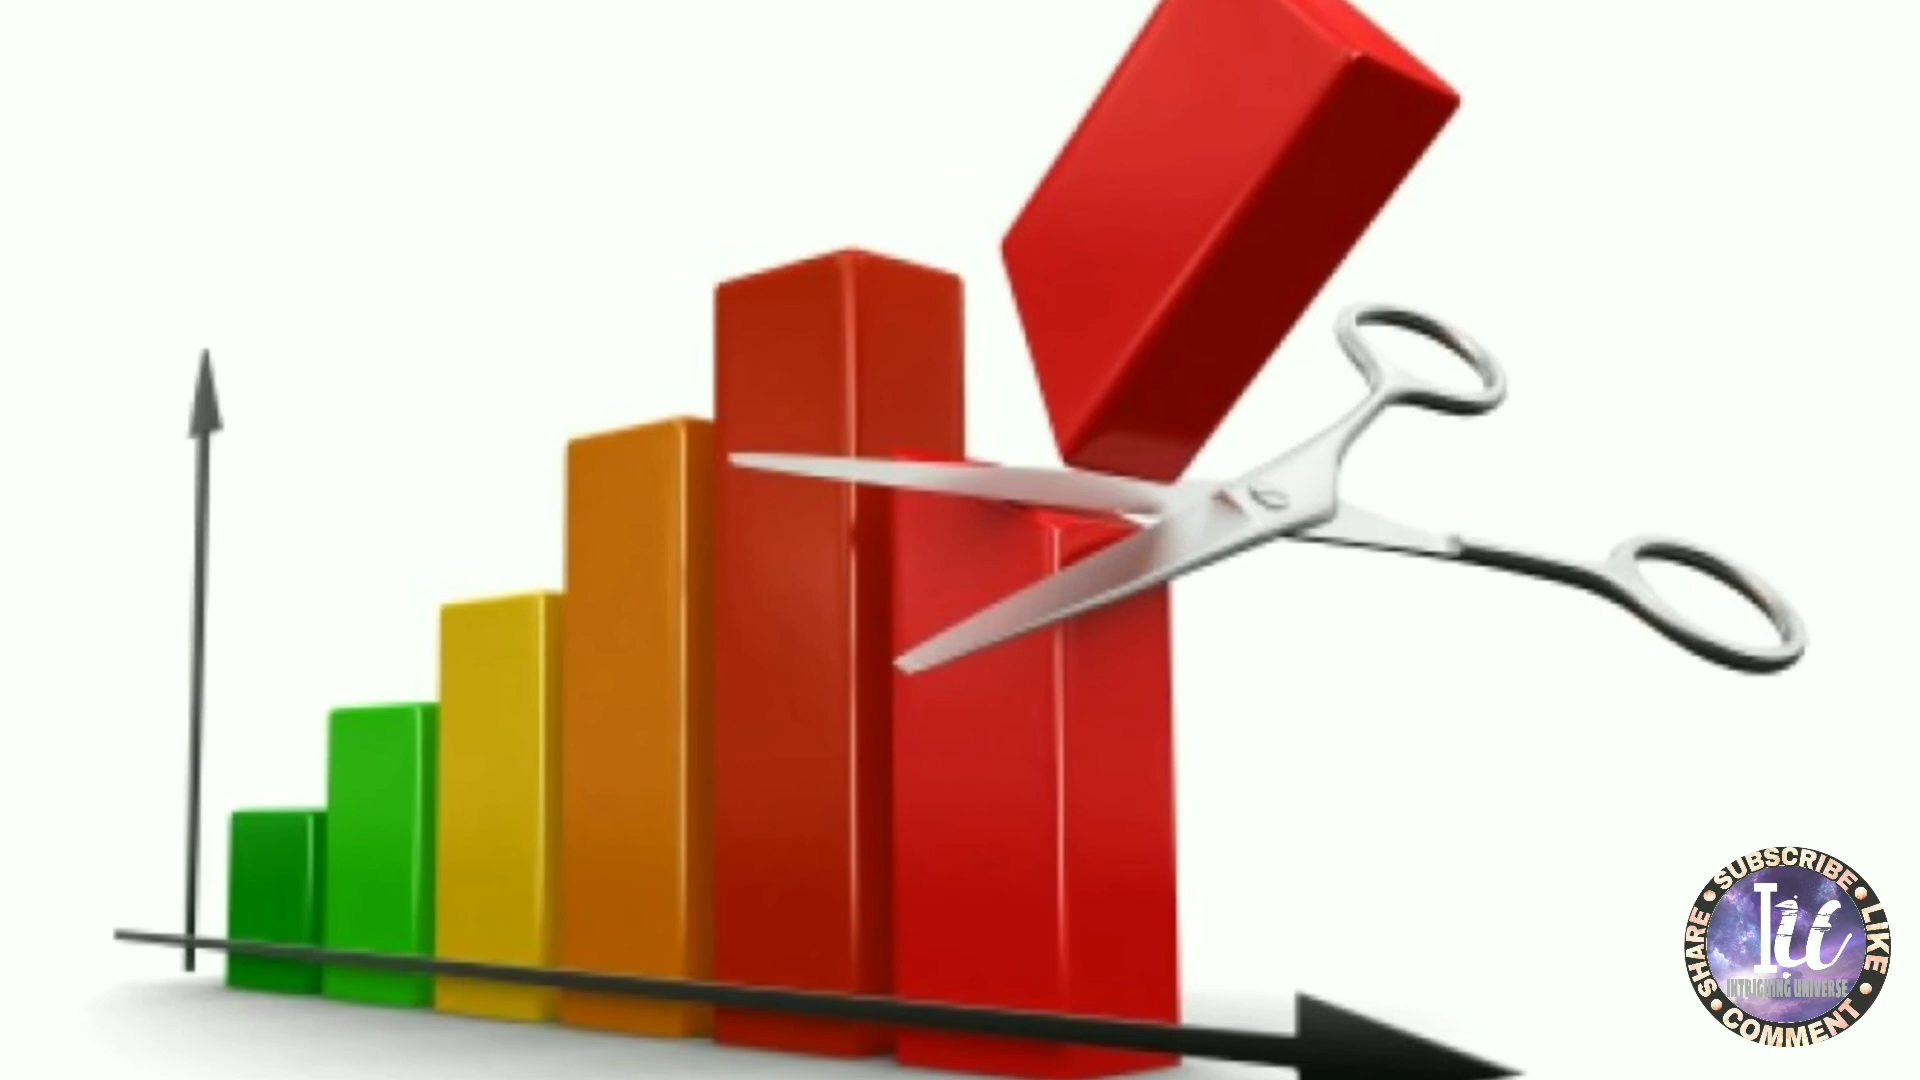 SUBSCRIBE
LIKE
COMMENT
SHARE
Iu
INTRIGUING UNIVERSE